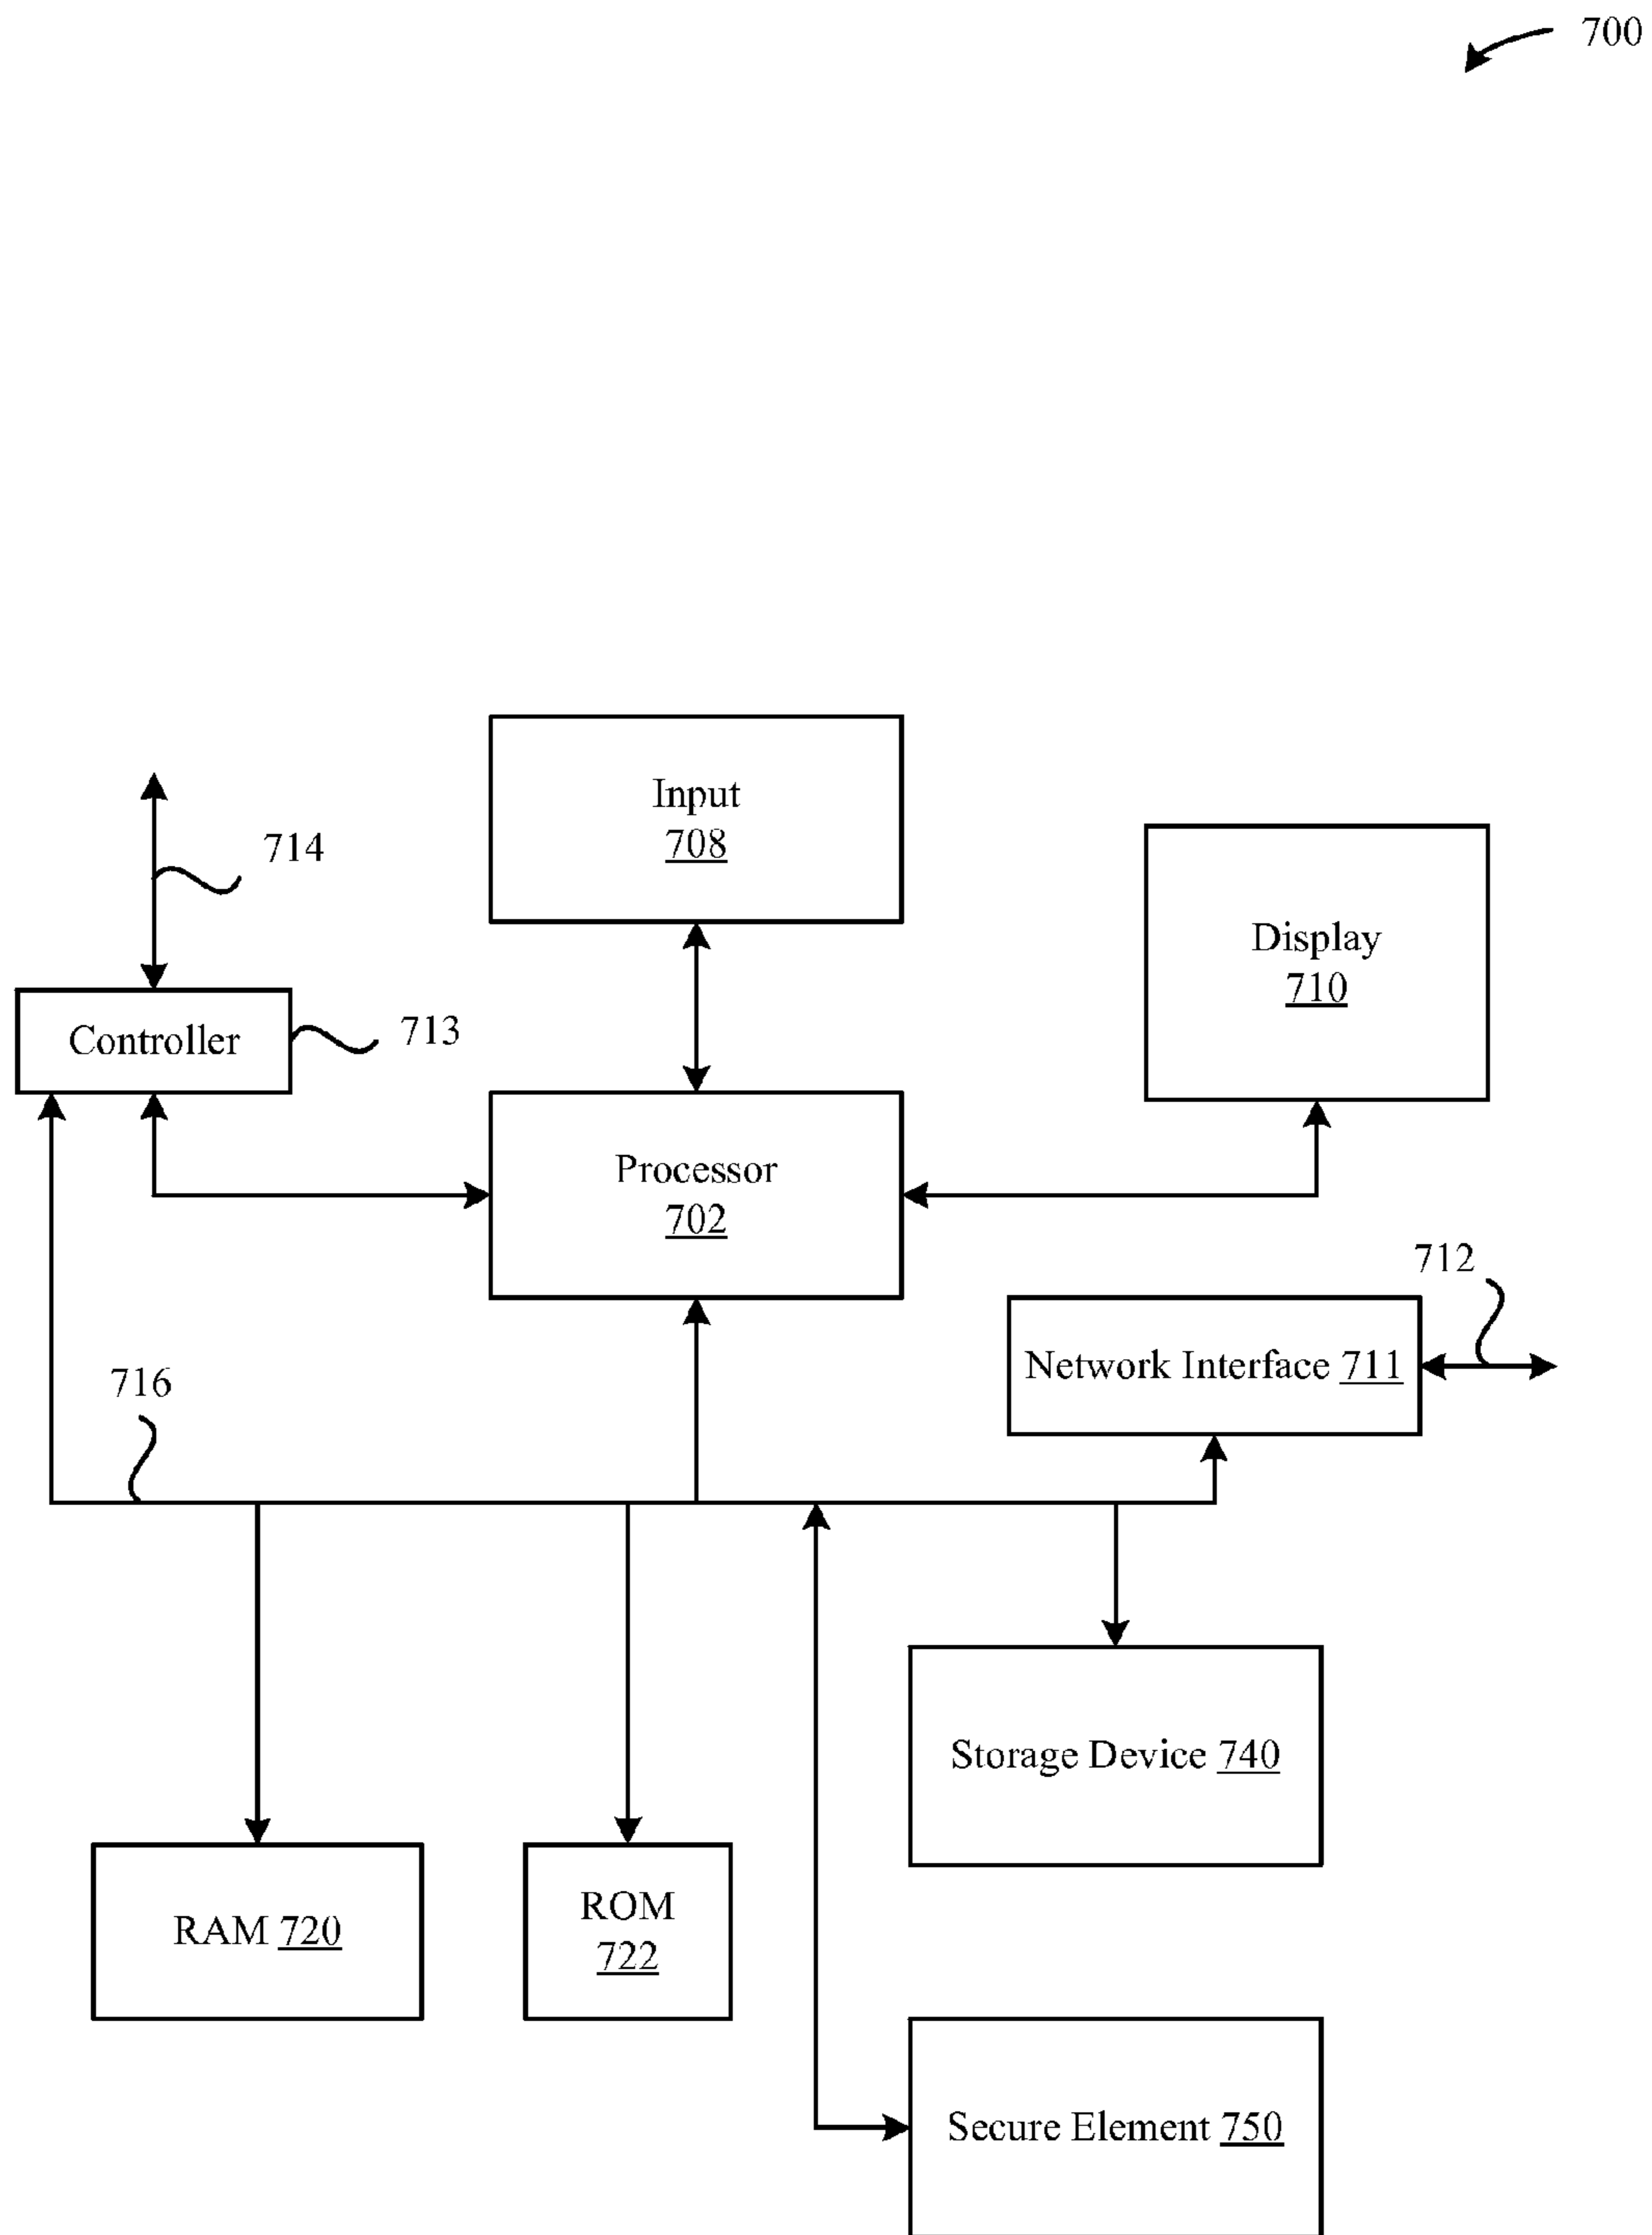 700
Input
708
714
Display
710
Controller
713
Processor
702
712
Network Interface 711
716
Storage Device 740
RAM 720
ROM
722
Secure Element 750